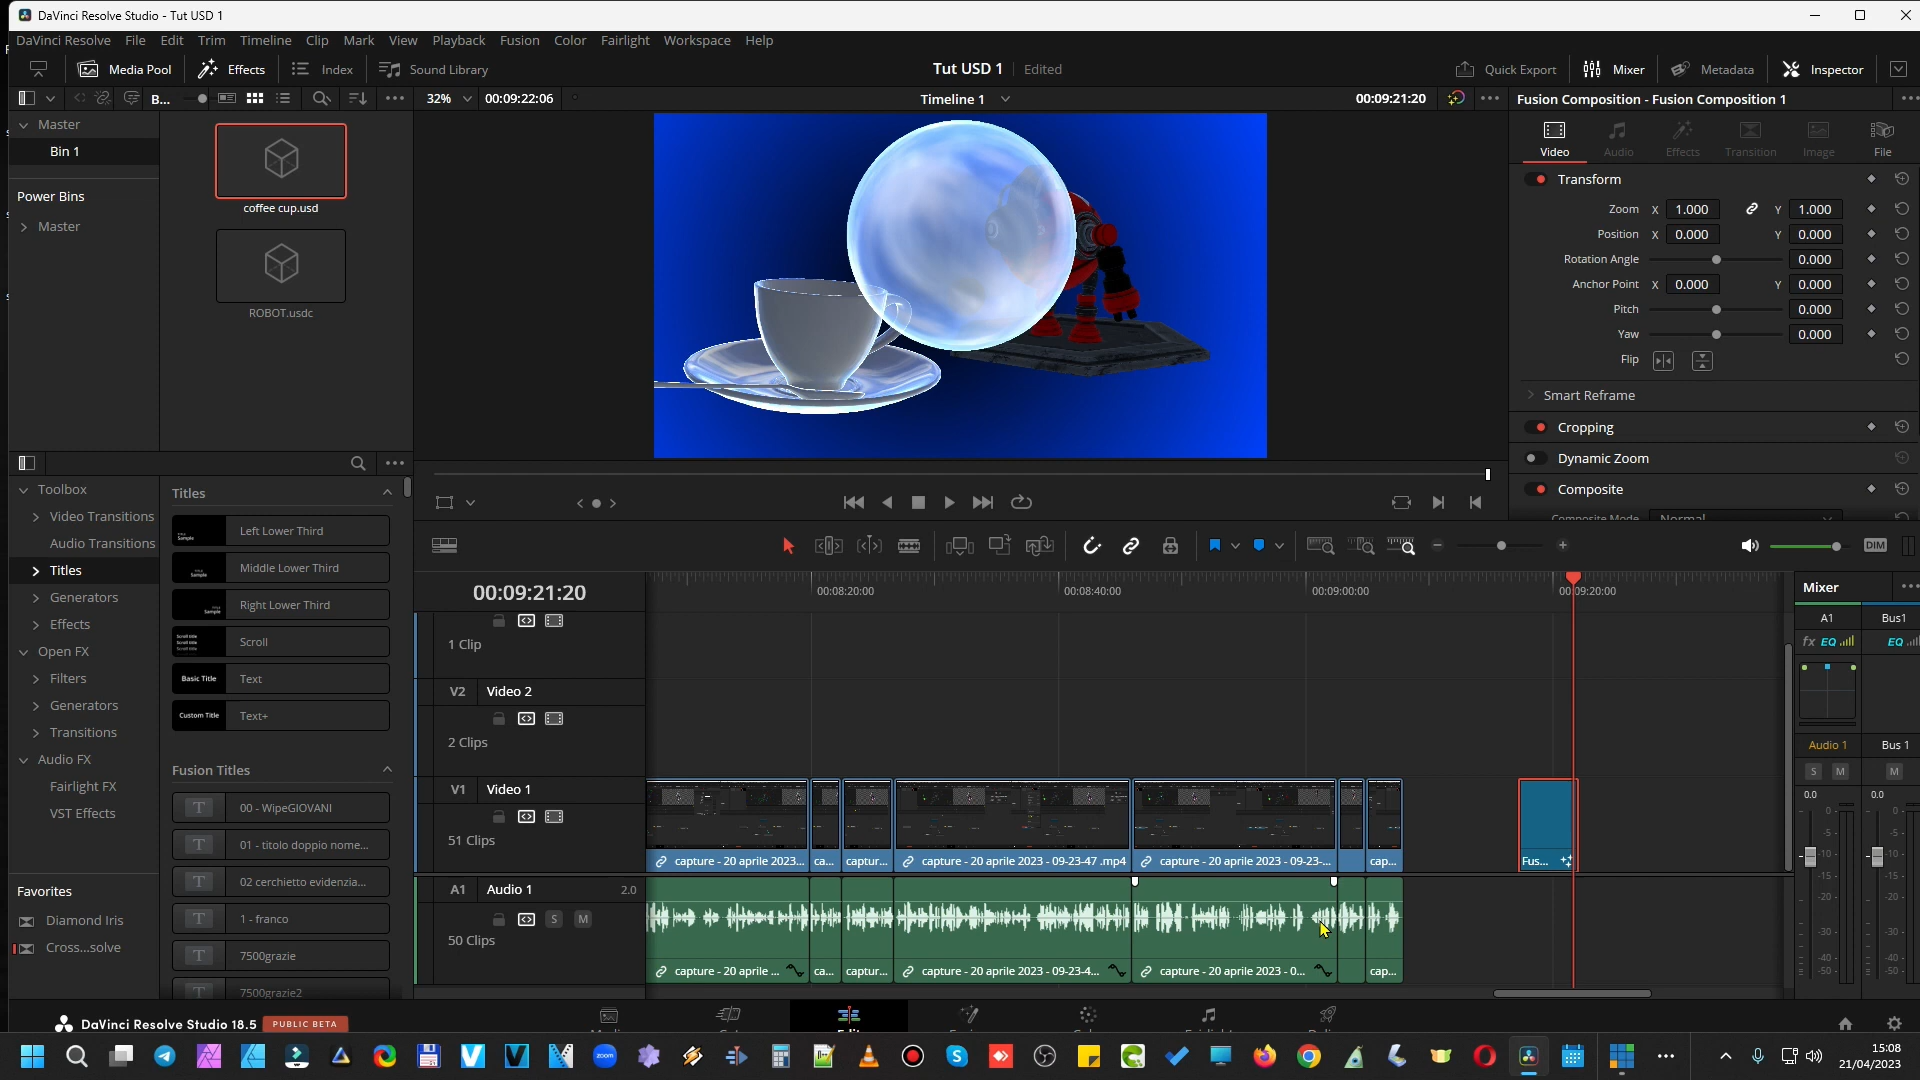 DaVinci Resolve Studio - Tut USD 1
DaVinci Resolve File Edit Trim Timeline Clip Mark View Playback Fusion Color Fairlight Workspace Help
Media Pool Effects Index Sound Library Tut USD 1 Edited Quick Export Mixer Metadata Inspector
B... 32% 00:09:22:06 Timeline 1 00:09:21:20 Fusion Composition - Fusion Composition 1
Master
Bin 1
Power Bins
Master
coffee cup.usd
ROBOT.usdc
Video Audio Effects Transition Image File
Transform
Zoom X 1.000 Y 1.000
Position X 0.000 Y 0.000
Rotation Angle 0.000
Anchor Point X 0.000 Y 0.000
Pitch 0.000
Yaw 0.000
Flip
Smart Reframe
Cropping
Dynamic Zoom
Composite
Composite Mode Normal
Toolbox
Video Transitions
Audio Transitions
Titles
Generators
Effects
Open FX
Filters
Generators
Transitions
Audio FX
Fairlight FX
VST Effects
Favorites
Diamond Iris
Cross...solve
Titles
Left Lower Third
Middle Lower Third
Right Lower Third
Scroll
Basic Title Text
Custom Title Text+
Fusion Titles
00 - WipeGIOVANI
01 - titolo doppio nome...
02 cerchietto evidenzia...
1 - franco
7500grazie
7500grazie2
DIM
00:09:21:20 00:08:20:00 00:08:40:00 00:09:00:00 00:09:20:00
1 Clip
V2 Video 2
2 Clips
V1 Video 1
51 Clips
capture - 20 aprile 2023... ca... captur... capture - 20 aprile 2023 - 09-23-47 .mp4 capture - 20 aprile 2023 - 09-23-... cap... Fus...
A1 Audio 1 2.0
S M
50 Clips
capture - 20 aprile ... ca... captur... capture - 20 aprile 2023 - 09-23-4... capture - 20 aprile 2023 - 0... cap...
Mixer
A1 Bus1
fx EQ EQ
Audio 1 Bus 1
S M M
0.0 0.0
DaVinci Resolve Studio 18.5 PUBLIC BETA
zoom
15:08
21/04/2023